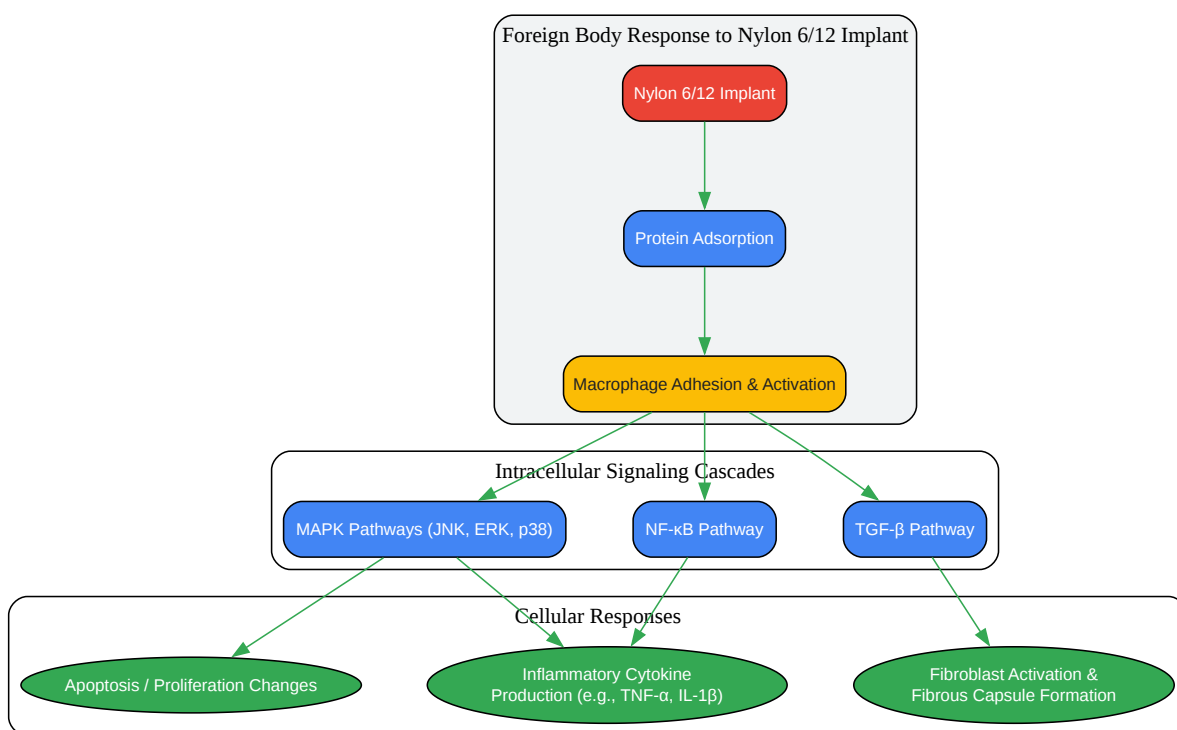 Foreign Body Response to Nylon 6/12 Implant
Nylon 6/12 Implant
Protein Adsorption
Macrophage Adhesion & Activation
Intracellular Signaling Cascades
MAPK Pathways (JNK, ERK, p38)
NF-κB Pathway
TGF-β Pathway
Cellular Responses
Apoptosis / Proliferation Changes
Inflammatory Cytokine
Production (e.g., TNF-α, IL-1β)
Fibroblast Activation &
Fibrous Capsule Formation